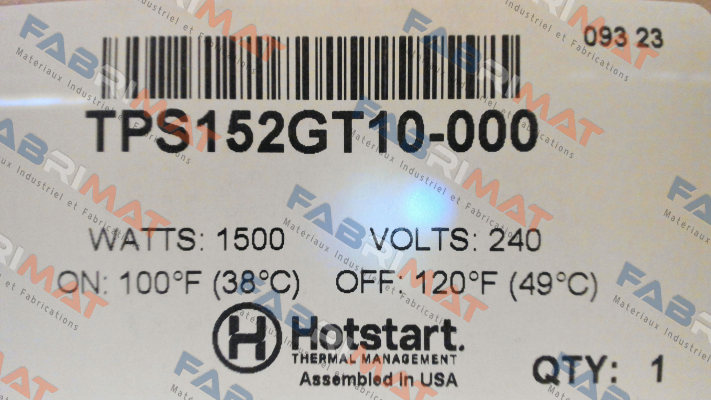 093 23
TPS152GT10-000
WATTS: 1500 VOLTS: 240
ON: 100°F (38°C) OFF: 120°F (49°C)
H Hotstart.
THERMAL MANAGEMENT
Assembled in USA
QTY: 1
FABRIMAT
Materiaux Industriel et Fabrications